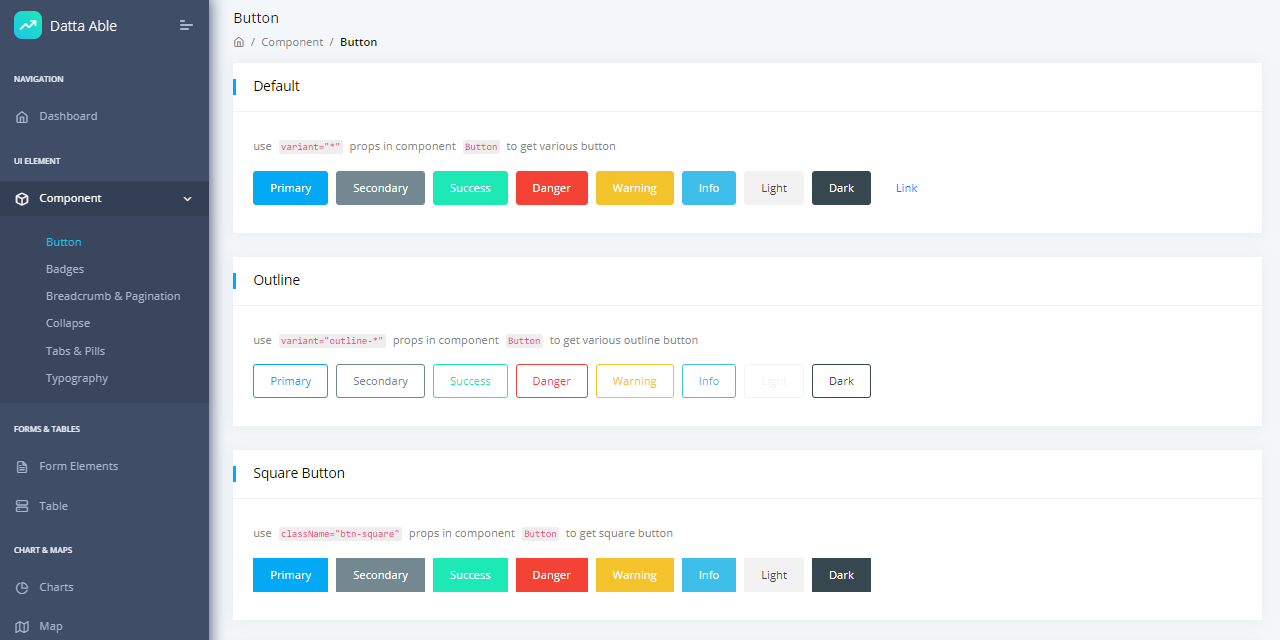 Datta Able
NAVIGATION
Dashboard
UI ELEMENT
Component
Button
Badges
Breadcrumb & Pagination
Collapse
Tabs & Pills
Typography
FORMS & TABLES
Form Elements
Table
CHART & MAPS
Charts
Map
Button
/ Component / Button
Default
use variant="*" props in component Button to get various button
Primary Secondary Success Danger Warning Info Light Dark Link
Outline
use variant="outline-*" props in component Button to get various outline button
Primary Secondary Success Danger Warning Info Light Dark
Square Button
use className="btn-square" props in component Button to get square button
Primary Secondary Success Danger Warning Info Light Dark